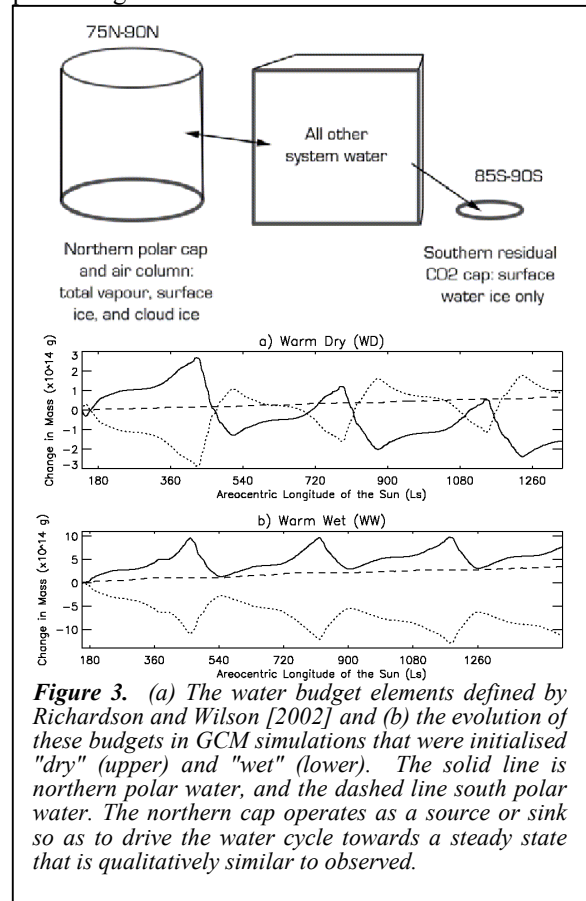 75N-90N
All other
system water
85S-90S
Northern polar cap
and air column:
total vapour, surface
ice, and cloud ice
Southern residual
CO2 cap: surface
water ice only
a) Warm Dry (WD)
Change in Mass (x10^14 g)
3
2
1
0
-1
-2
-3
180 360 540 720 900 1080 1260
Areocentric Longitude of the Sun (Ls)
b) Warm Wet (WW)
Change in Mass (x10^14 g)
10
5
0
-5
-10
180 360 540 720 900 1080 1260
Areocentric Longitude of the Sun (Ls)
Figure 3. (a) The water budget elements defined by
Richardson and Wilson [2002] and (b) the evolution of
these budgets in GCM simulations that were initialised
"dry" (upper) and "wet" (lower). The solid line is
northern polar water, and the dashed line south polar
water. The northern cap operates as a source or sink
so as to drive the water cycle towards a steady state
that is qualitatively similar to observed.